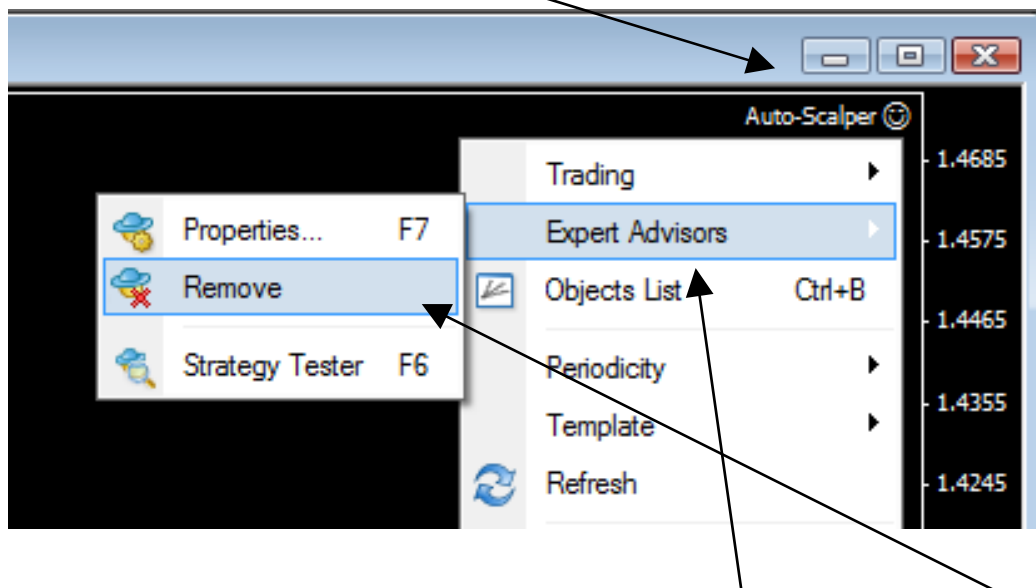 Auto-Scalper
1.4685
1.4575
1.4465
1.4355
1.4245
Trading
Expert Advisors
Objects List Ctrl+B
Periodicity
Template
Refresh
Properties... F7
Remove
Strategy Tester F6